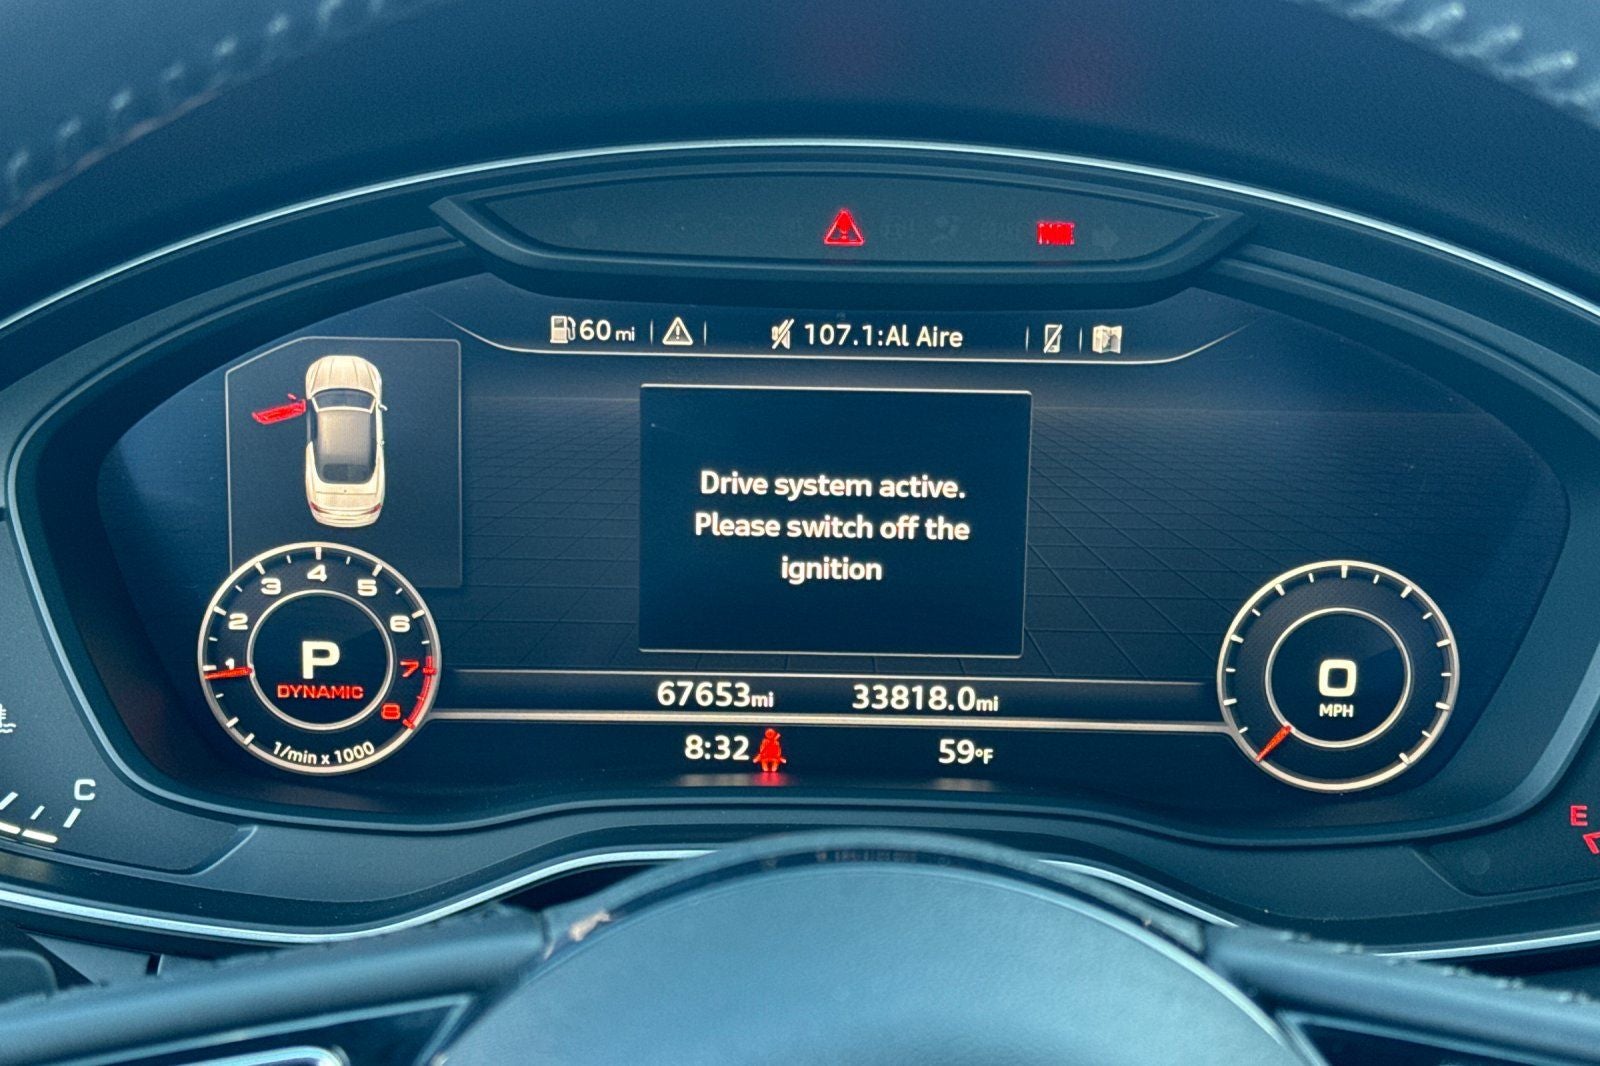 60 mi
107.1:Al Aire
Drive system active.
Please switch off the
ignition
1 2 3 4 5 6 7 8
P
DYNAMIC
1/min x 1000
0
MPH
67653mi 33818.0mi
8:32 59°F
C
E